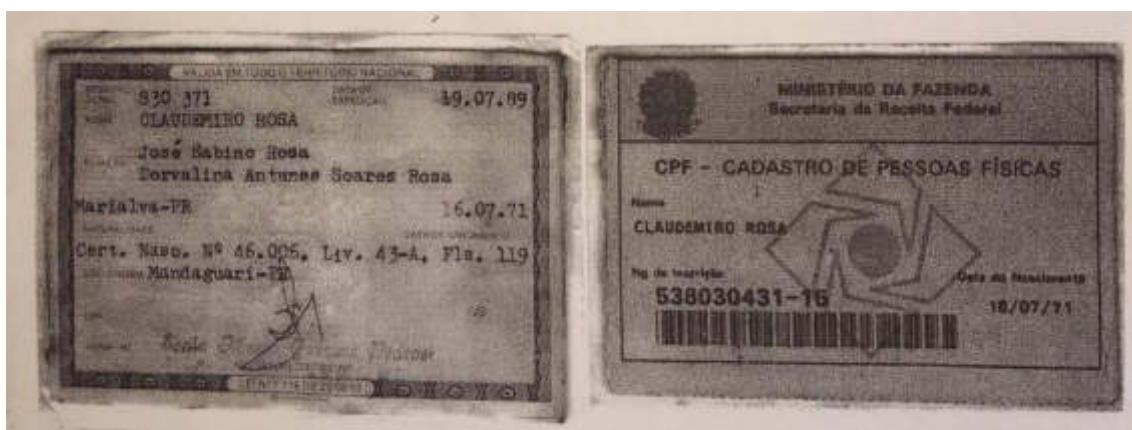 VÁLIDA EM TODO O TERRITÓRIO NACIONAL
830 371
19.07.89
CLAUDEMIRO ROSA
José Sabino Rosa
Dorvalina Antunes Soares Rosa
Marialva-PR
16.07.71
Cert. Nasc. Nº 46.006, Liv. 43-A, Fls. 119
Mandaguari-PR
MINISTÉRIO DA FAZENDA
Secretaria da Receita Federal
CPF - CADASTRO DE PESSOAS FÍSICAS
Nome
CLAUDEMIRO ROSA
Nº de Inscrição
Data do Nascimento
538030431-15
16/07/71